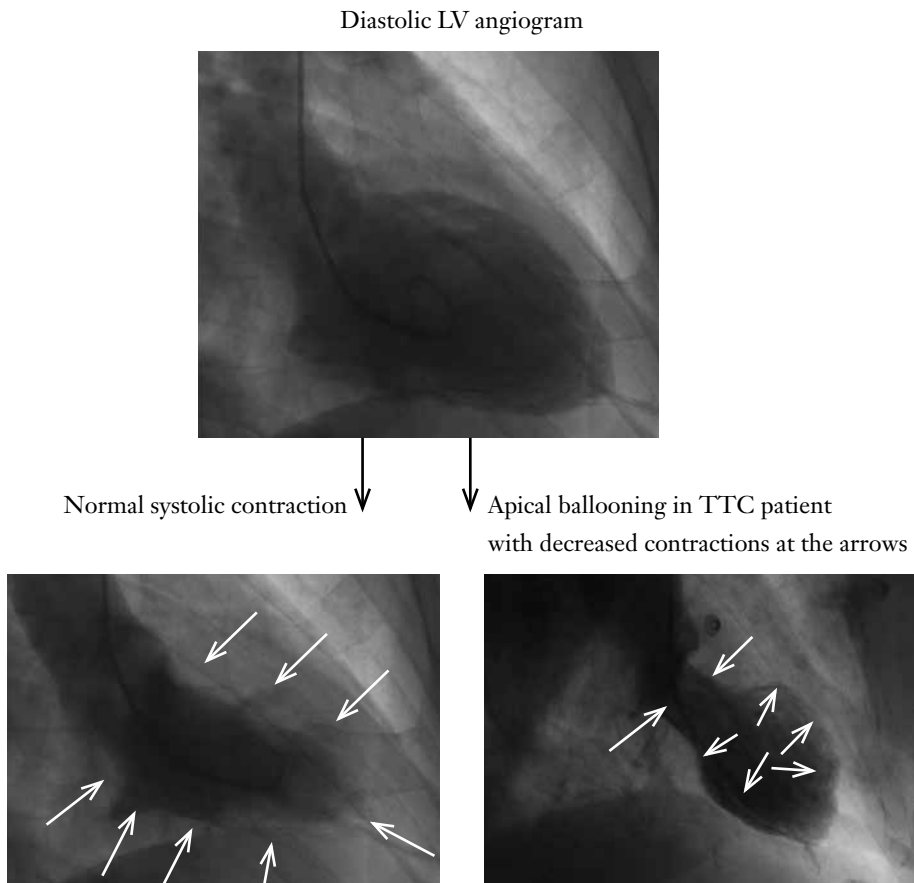 Diastolic LV angiogram
Normal systolic contraction
Apical ballooning in TTC patient
with decreased contractions at the arrows